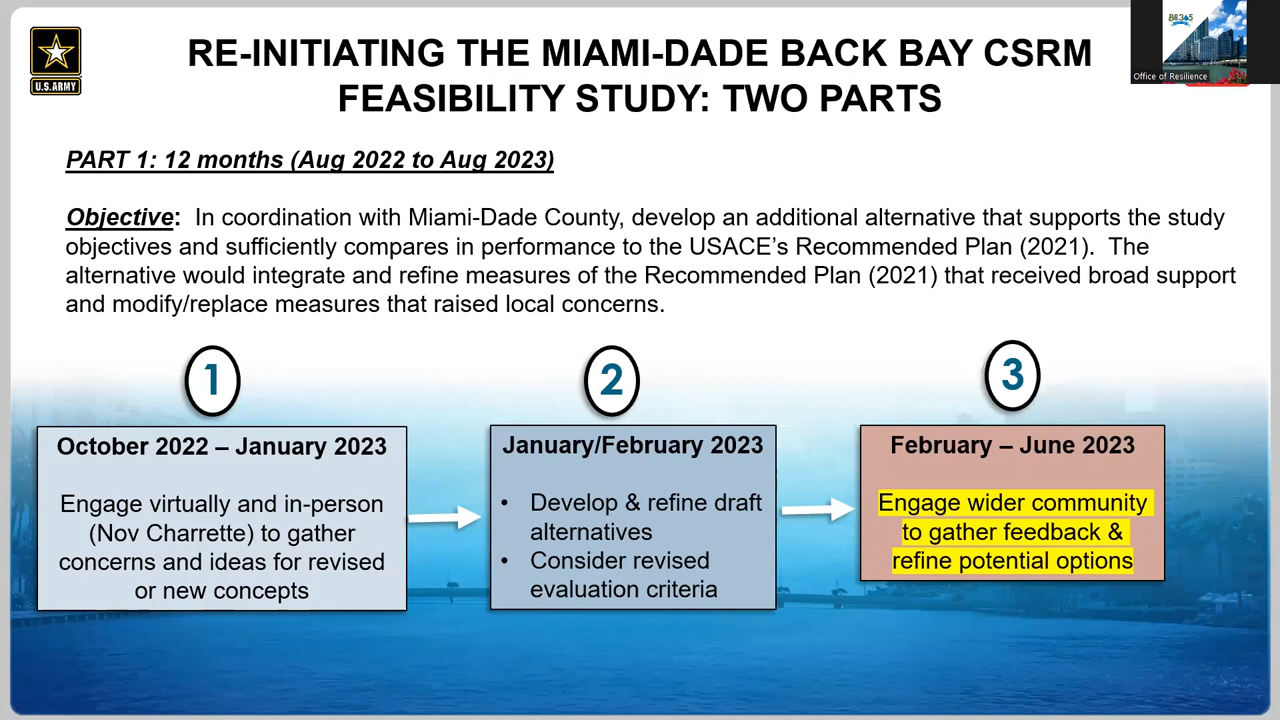 RE-INITIATING THE MIAMI-DADE BACK BAY CSRM
FEASIBILITY STUDY: TWO PARTS
U.S.ARMY
Office of Resilience
PART 1: 12 months (Aug 2022 to Aug 2023)
Objective: In coordination with Miami-Dade County, develop an additional alternative that supports the study
objectives and sufficiently compares in performance to the USACE's Recommended Plan (2021). The
alternative would integrate and refine measures of the Recommended Plan (2021) that received broad support
and modify/replace measures that raised local concerns.
1
October 2022 – January 2023
Engage virtually and in-person
(Nov Charrette) to gather
concerns and ideas for revised
or new concepts
2
January/February 2023
• Develop & refine draft
alternatives
• Consider revised
evaluation criteria
3
February – June 2023
Engage wider community
to gather feedback &
refine potential options